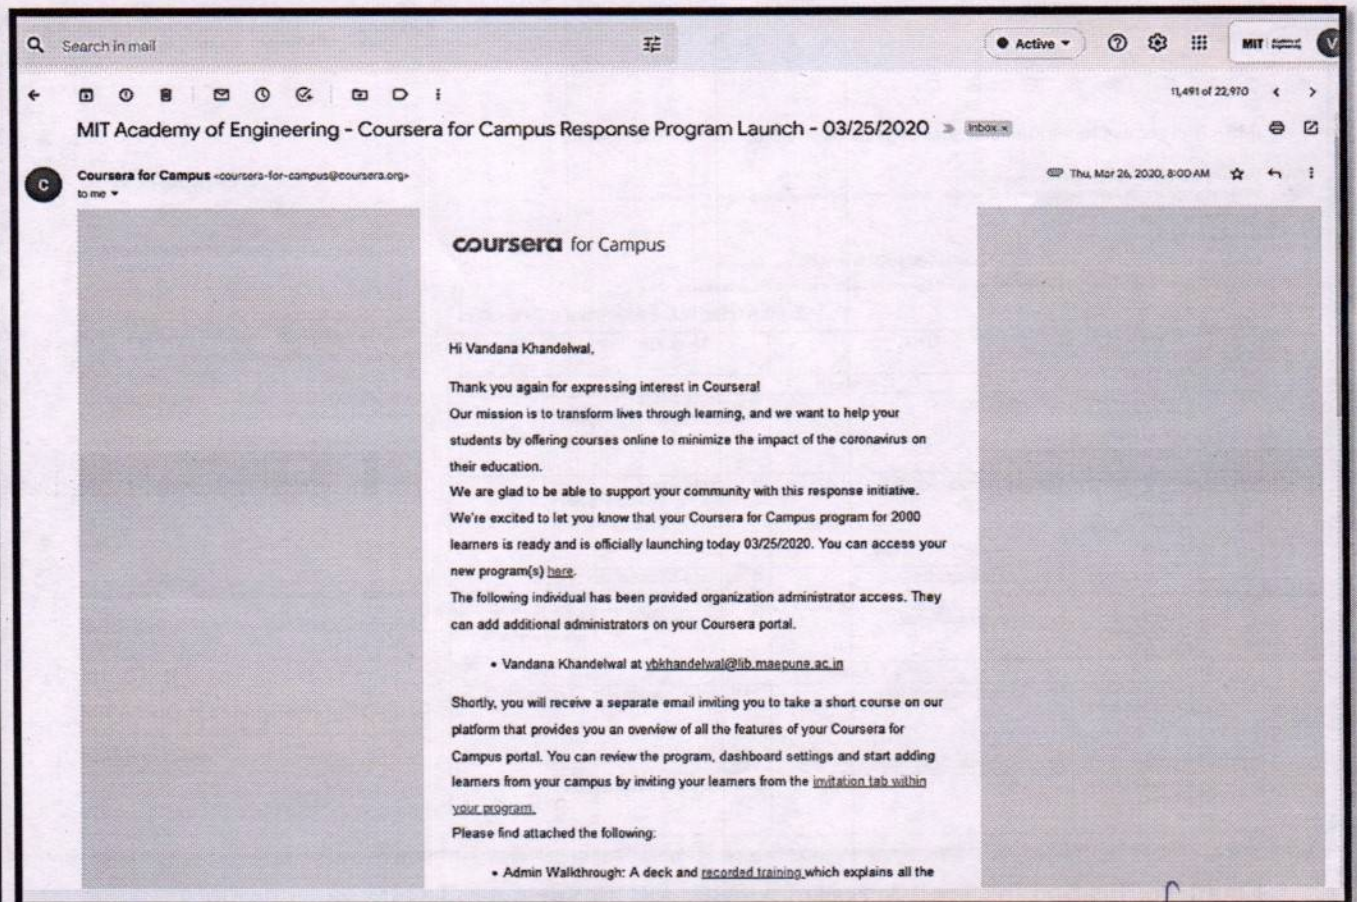 Search in mail
Active
MIT
V
11,491 of 22,970
MIT Academy of Engineering - Coursera for Campus Response Program Launch - 03/25/2020
Inbox x
C
Coursera for Campus <coursera-for-campus@coursera.org>
Thu, Mar 26, 2020, 8:00 AM
to me
coursera for Campus
Hi Vandana Khandelwal,
Thank you again for expressing interest in Coursera!
Our mission is to transform lives through learning, and we want to help your
students by offering courses online to minimize the impact of the coronavirus on
their education.
We are glad to be able to support your community with this response initiative.
We're excited to let you know that your Coursera for Campus program for 2000
learners is ready and is officially launching today 03/25/2020. You can access your
new program(s) here.
The following individual has been provided organization administrator access. They
can add additional administrators on your Coursera portal.
• Vandana Khandelwal at vbkhandelwal@lib.maepune.ac.in
Shortly, you will receive a separate email inviting you to take a short course on our
platform that provides you an overview of all the features of your Coursera for
Campus portal. You can review the program, dashboard settings and start adding
learners from your campus by inviting your learners from the invitation tab within
your program.
Please find attached the following:
• Admin Walkthrough: A deck and recorded training which explains all the